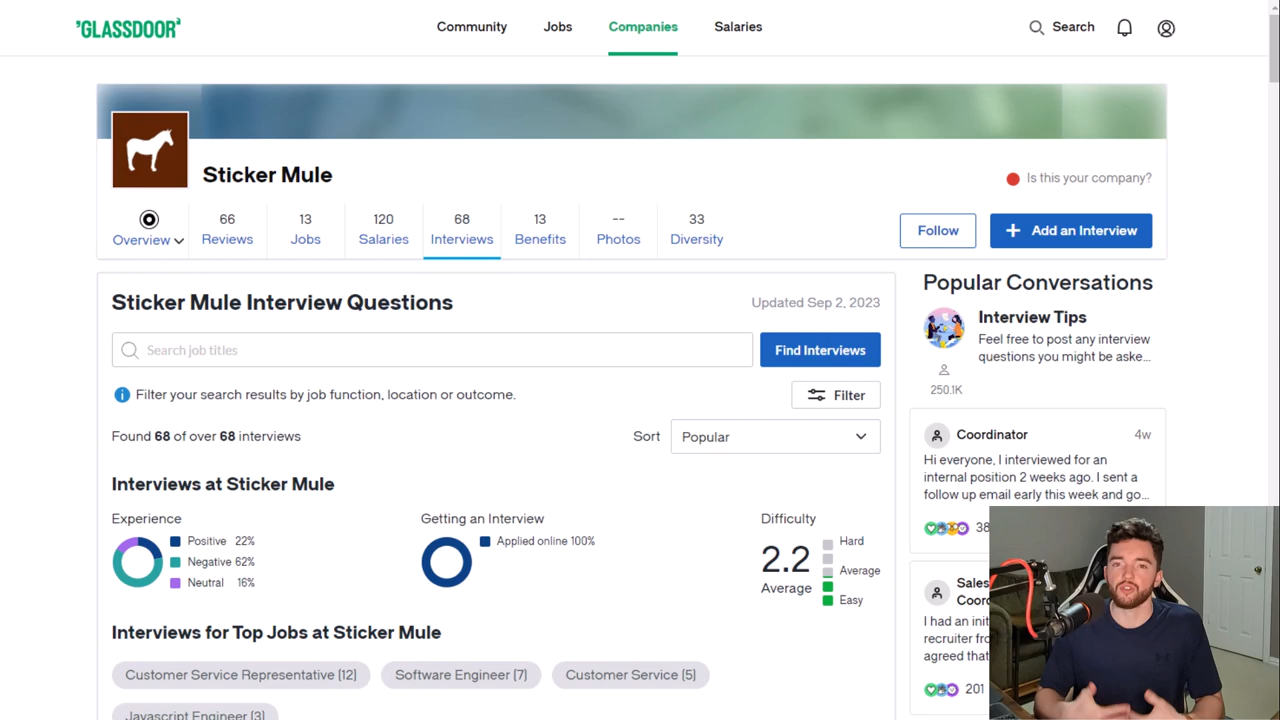 'GLASSDOOR'
Community
Jobs
Companies
Salaries
Search
Sticker Mule
Is this your company?
Overview
66
Reviews
13
Jobs
120
Salaries
68
Interviews
13
Benefits
--
Photos
33
Diversity
Follow
+ Add an Interview
Sticker Mule Interview Questions
Updated Sep 2, 2023
Search job titles
Find Interviews
Filter your search results by job function, location or outcome.
Filter
Found 68 of over 68 interviews
Sort
Popular
Interviews at Sticker Mule
Experience
Positive 22%
Negative 62%
Neutral 16%
Getting an Interview
Applied online 100%
Difficulty
2.2
Average
Hard
Average
Easy
Interviews for Top Jobs at Sticker Mule
Customer Service Representative (12)
Software Engineer (7)
Customer Service (5)
Javascript Engineer (3)
Popular Conversations
Interview Tips
Feel free to post any interview
questions you might be aske...
250.1K
Coordinator
4w
Hi everyone, I interviewed for an
internal position 2 weeks ago. I sent a
follow up email early this week and go...
38
Sales
Coord
I had an init
recruiter fro
agreed that
201